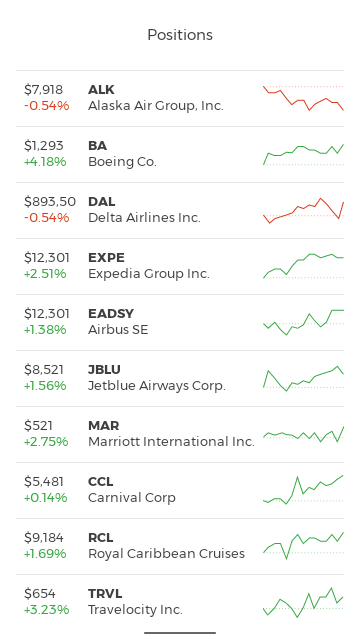 Positions
$7,918 ALK
-0.54% Alaska Air Group, Inc.
$1,293 BA
+4.18% Boeing Co.
$893,50 DAL
-0.54% Delta Airlines Inc.
$12,301 EXPE
+2.51% Expedia Group Inc.
$12,301 EADSY
+1.38% Airbus SE
$8,521 JBLU
+1.56% Jetblue Airways Corp.
$521 MAR
+2.75% Marriott International Inc.
$5,481 CCL
+0.14% Carnival Corp
$9,184 RCL
+1.69% Royal Caribbean Cruises
$654 TRVL
+3.23% Travelocity Inc.